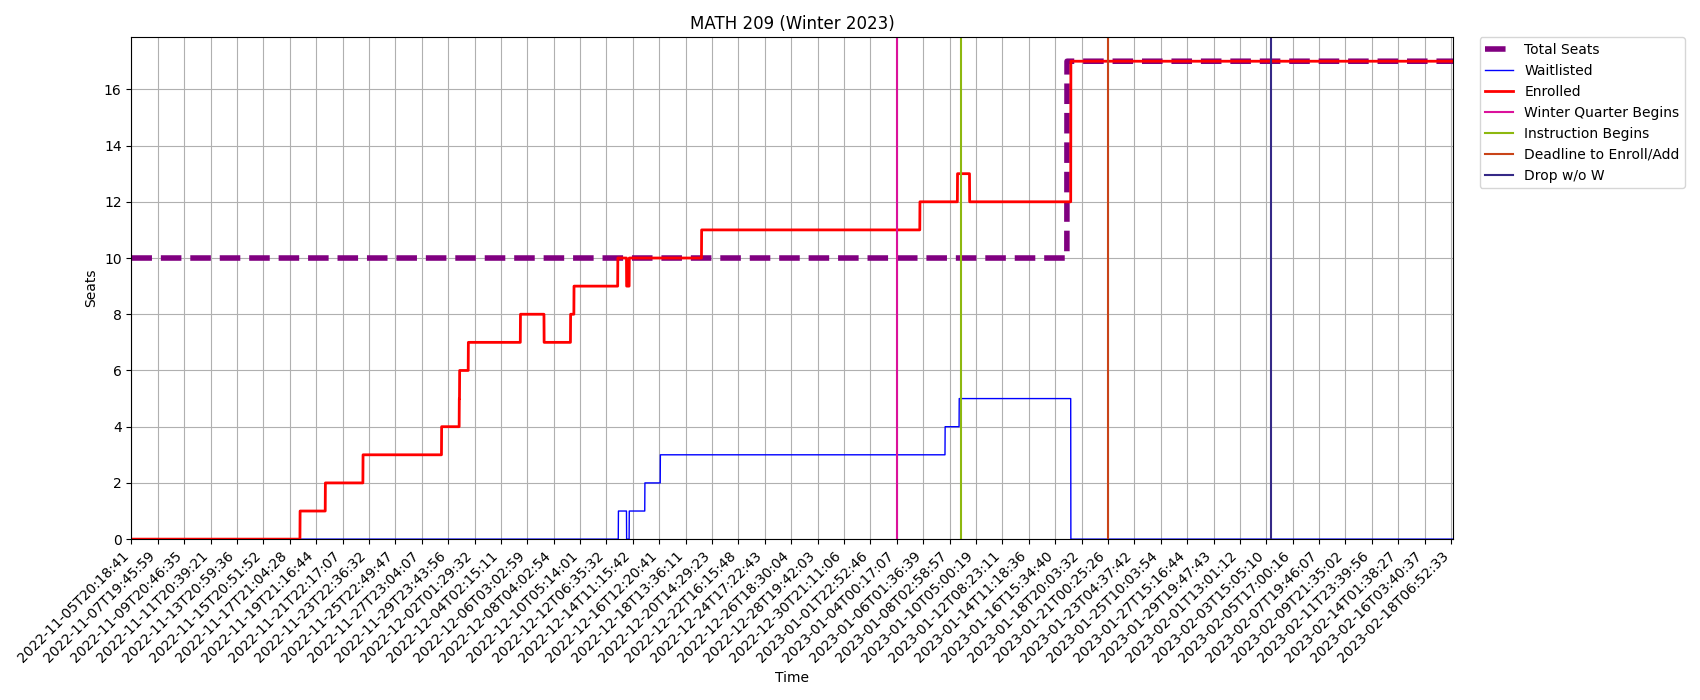 MATH 209 (Winter 2023)
Total Seats
Waitlisted
Enrolled
Winter Quarter Begins
Instruction Begins
Deadline to Enroll/Add
Drop w/o W
Seats
16
14
12
10
8
6
4
2
0
2022-11-05T20:18:41
2022-11-07T19:45:59
2022-11-09T20:46:35
2022-11-11T20:39:21
2022-11-13T20:59:36
2022-11-15T20:51:52
2022-11-17T21:04:28
2022-11-19T21:16:44
2022-11-21T22:17:07
2022-11-23T22:36:32
2022-11-25T22:49:47
2022-11-27T23:04:07
2022-11-29T23:43:56
2022-12-02T01:29:32
2022-12-04T02:15:11
2022-12-06T03:02:59
2022-12-08T04:02:54
2022-12-10T05:14:01
2022-12-12T06:35:32
2022-12-14T11:15:42
2022-12-16T12:20:41
2022-12-18T13:36:11
2022-12-20T14:29:23
2022-12-22T16:15:48
2022-12-24T17:22:43
2022-12-26T18:30:04
2022-12-28T19:42:03
2022-12-30T21:11:06
2023-01-01T22:52:46
2023-01-04T00:17:07
2023-01-06T01:36:39
2023-01-08T02:58:57
2023-01-10T05:00:19
2023-01-12T08:23:11
2023-01-14T11:18:36
2023-01-16T15:34:40
2023-01-18T20:03:32
2023-01-21T00:25:26
2023-01-23T04:37:42
2023-01-25T10:03:54
2023-01-27T15:16:44
2023-01-29T19:47:43
2023-02-01T13:01:12
2023-02-03T15:05:10
2023-02-05T17:00:16
2023-02-07T19:46:07
2023-02-09T21:35:02
2023-02-11T23:39:56
2023-02-14T01:38:27
2023-02-16T03:40:37
2023-02-18T06:52:33
Time